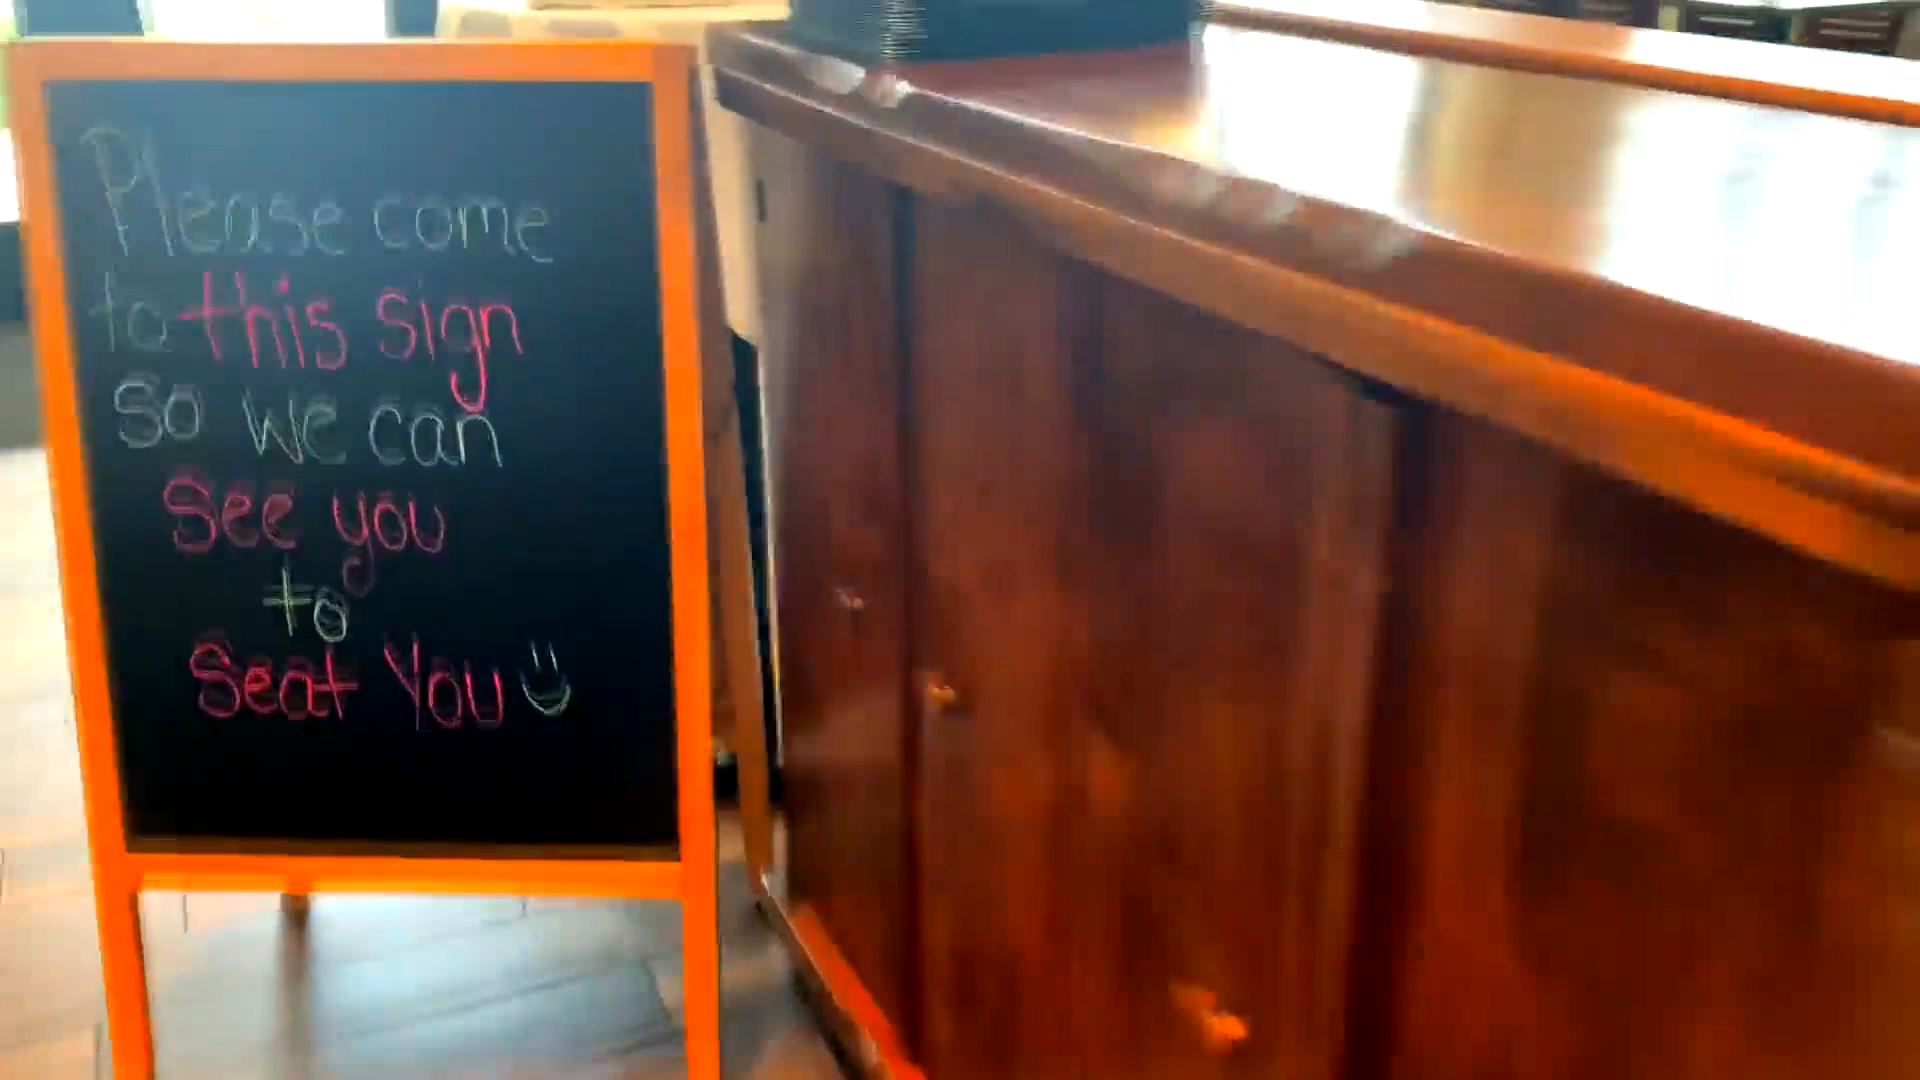 Please come
to this sign
so we can
See you
to
Seat You